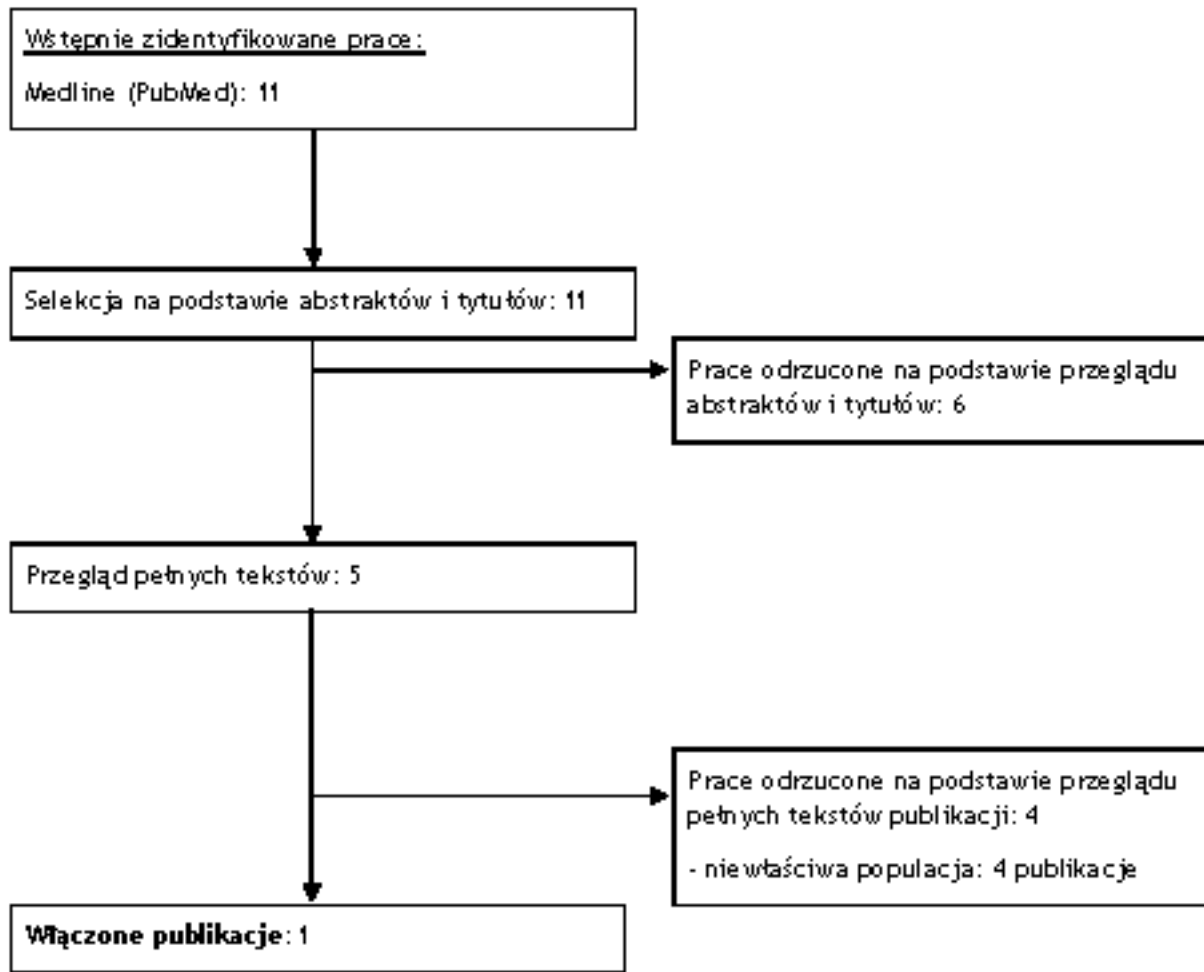 Wstępnie zidentyfikowane prace:
Medline (PubMed): 11
Selekcja na podstawie abstraktów i tytułów: 11
Prace odrzucone na podstawie przeglądu
abstraktów i tytułów: 6
Przegląd pełnych tekstów: 5
Prace odrzucone na podstawie przeglądu
pełnych tekstów publikacji: 4
- niewłaściwa populacja: 4 publikacje
Włączone publikacje: 1